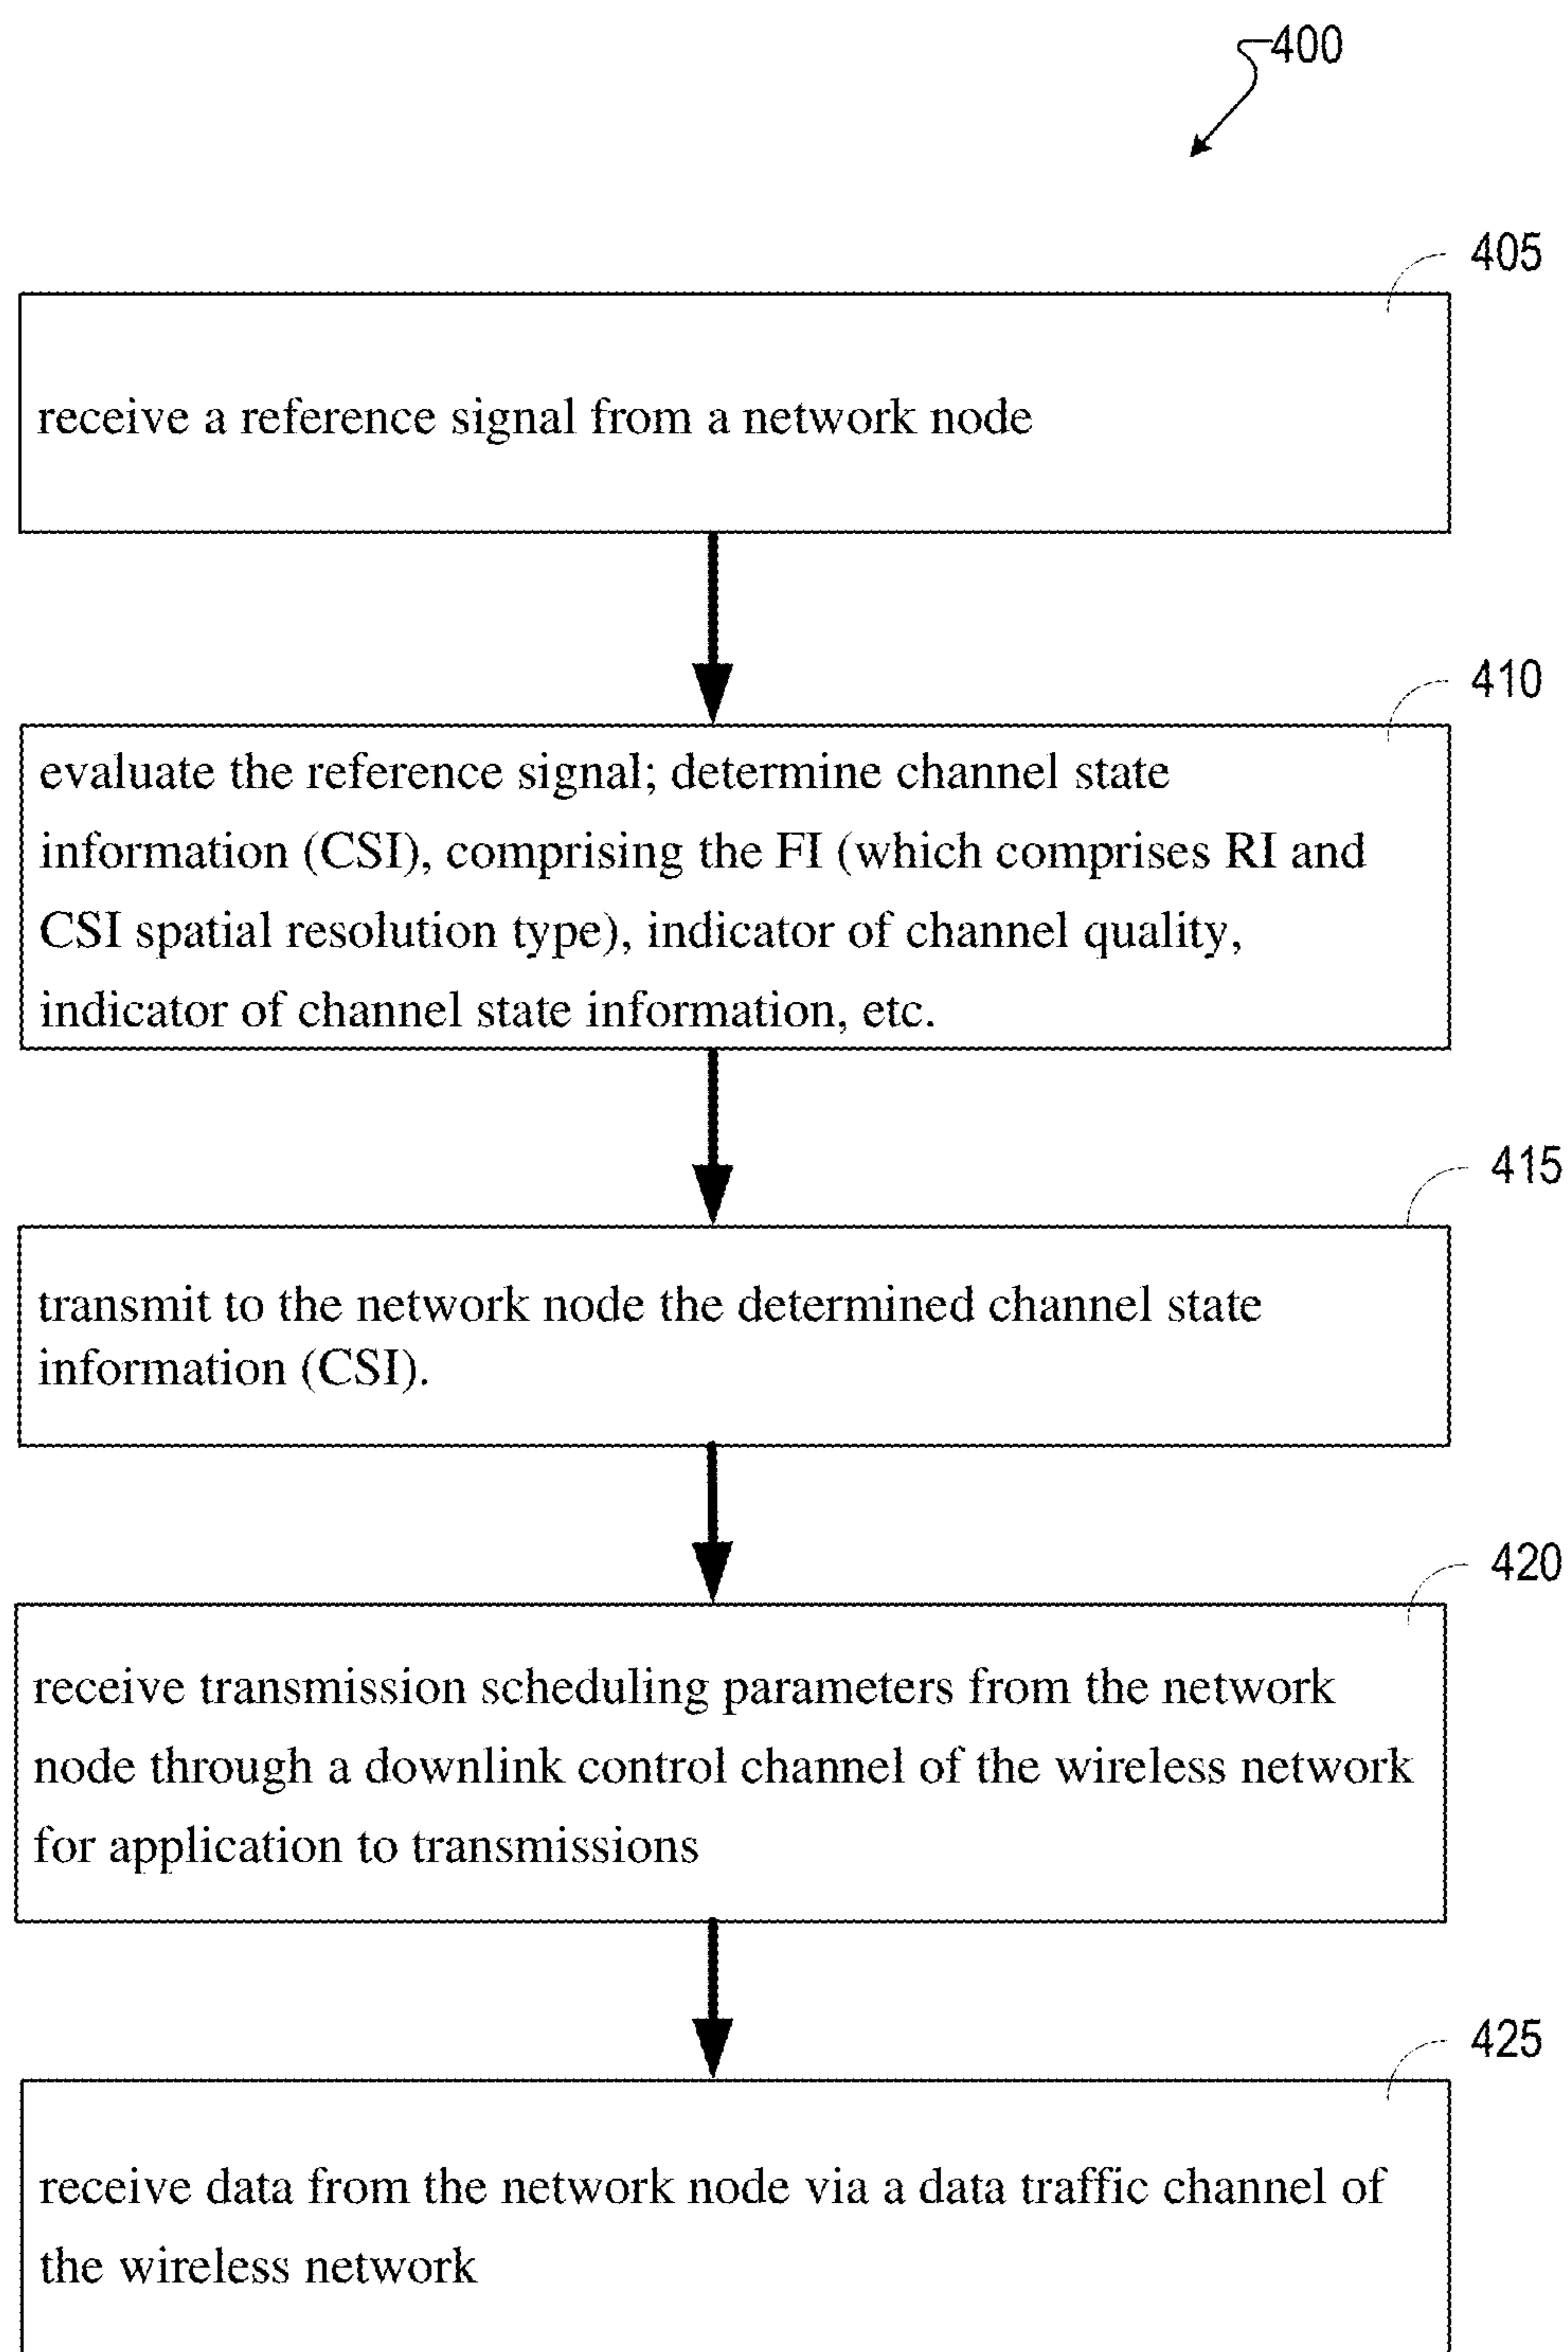 400
405
receive a reference signal from a network node
410
evaluate the reference signal; determine channel state
information (CSI), comprising the FI (which comprises RI and
CSI spatial resolution type), indicator of channel quality,
indicator of channel state information, etc.
415
transmit to the network node the determined channel state
information (CSI).
420
receive transmission scheduling parameters from the network
node through a downlink control channel of the wireless network
for application to transmissions
425
receive data from the network node via a data traffic channel of
the wireless network